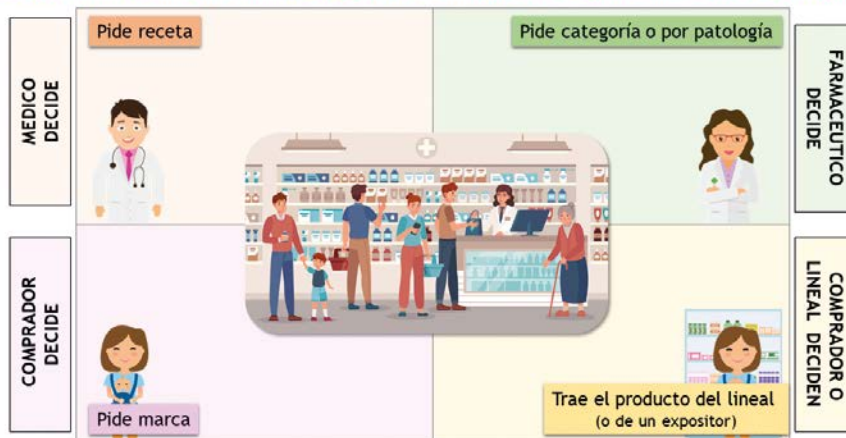 Pide receta
Pide categoría o por patología
MEDICO
DECIDE
FARMACEUTICO
DECIDE
COMPRADOR
DECIDE
COMPRADOR O
LINEAL DECIDEN
Pide marca
Trae el producto del lineal
(o de un expositor)